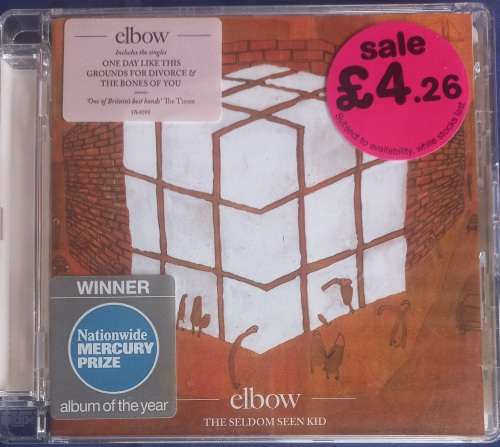 elbow
Includes the singles
ONE DAY LIKE THIS
GROUNDS FOR DIVORCE &
THE BONES OF YOU
'One of Britain's best bands' The Times
sale
£4.26
Subject to availability, while stocks last
WINNER
Nationwide
MERCURY
PRIZE
album of the year
elbow
THE SELDOM SEEN KID